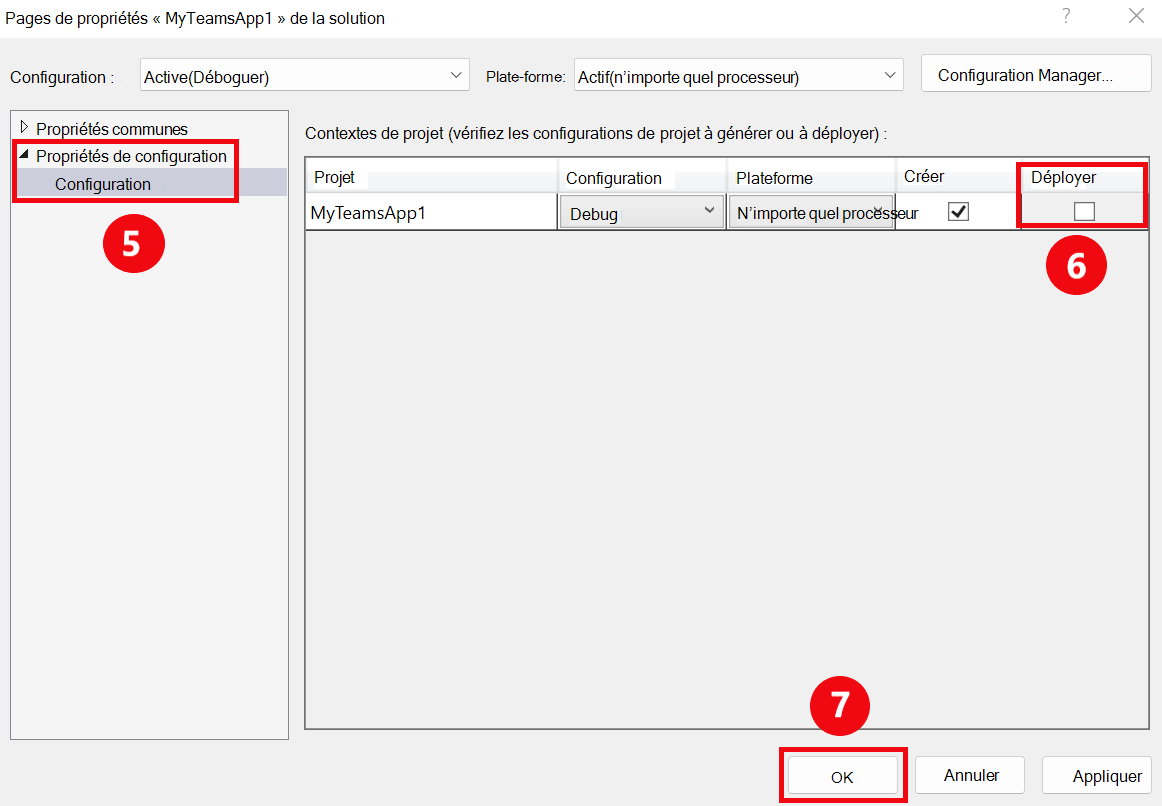 Pages de propriétés « MyTeamsApp1 » de la solution
?
Configuration :
Active(Déboguer)
Plate-forme:
Actif(n’importe quel processeur)
Configuration Manager...
Propriétés communes
Propriétés de configuration
Configuration
5
Contextes de projet (vérifiez les configurations de projet à générer ou à déployer) :
Projet
Configuration
Plateforme
Créer
Déployer
MyTeamsApp1
Debug
N’importe quel processeur
6
7
OK
Annuler
Appliquer